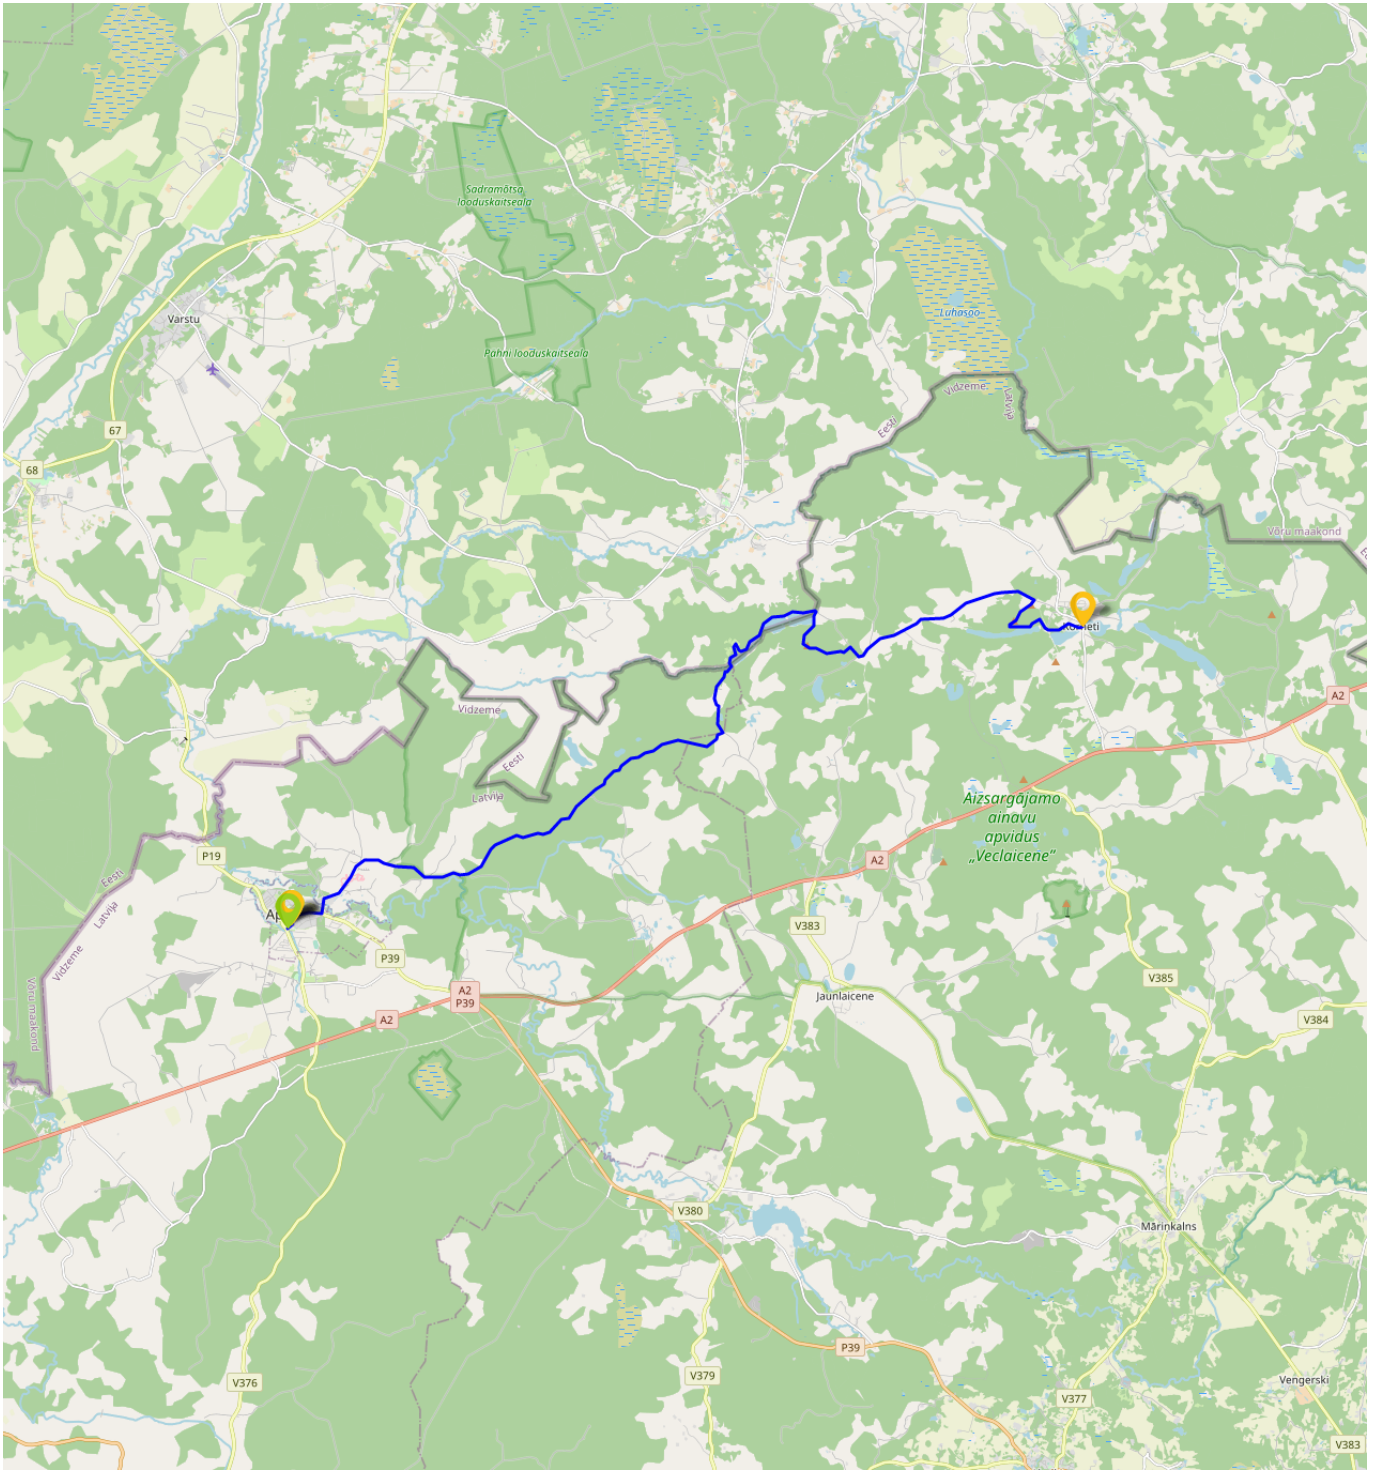 Sadramõtsa
looduskaitseala
Luhasoo
Varstu
Pähni looduskaitseala
Vidzeme
Latvija
Eesti
67
68
Võru maakond
A2
Vidzeme
Eesti
Latvija
Aizsargājamo
ainavu
apvidus
„Veclaicene”
P19
A2
Eesti
Latvija
Vidzeme
V383
P39
V385
Võru maakond
A2
P39
Jaunlaicene
A2
V384
V380
Māriņkalns
P39
V379
V376
V377
Vengerski
V383